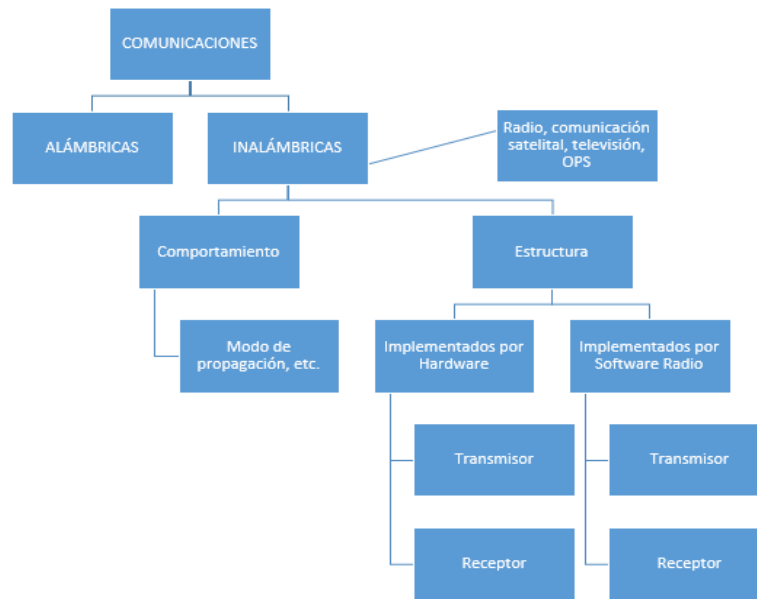 COMUNICACIONES
ALÁMBRICAS
INALÁMBRICAS
Radio, comunicación
satelital, televisión,
OPS
Comportamiento
Estructura
Modo de
propagación, etc.
Implementados por
Hardware
Implementados por
Software Radio
Transmisor
Transmisor
Receptor
Receptor